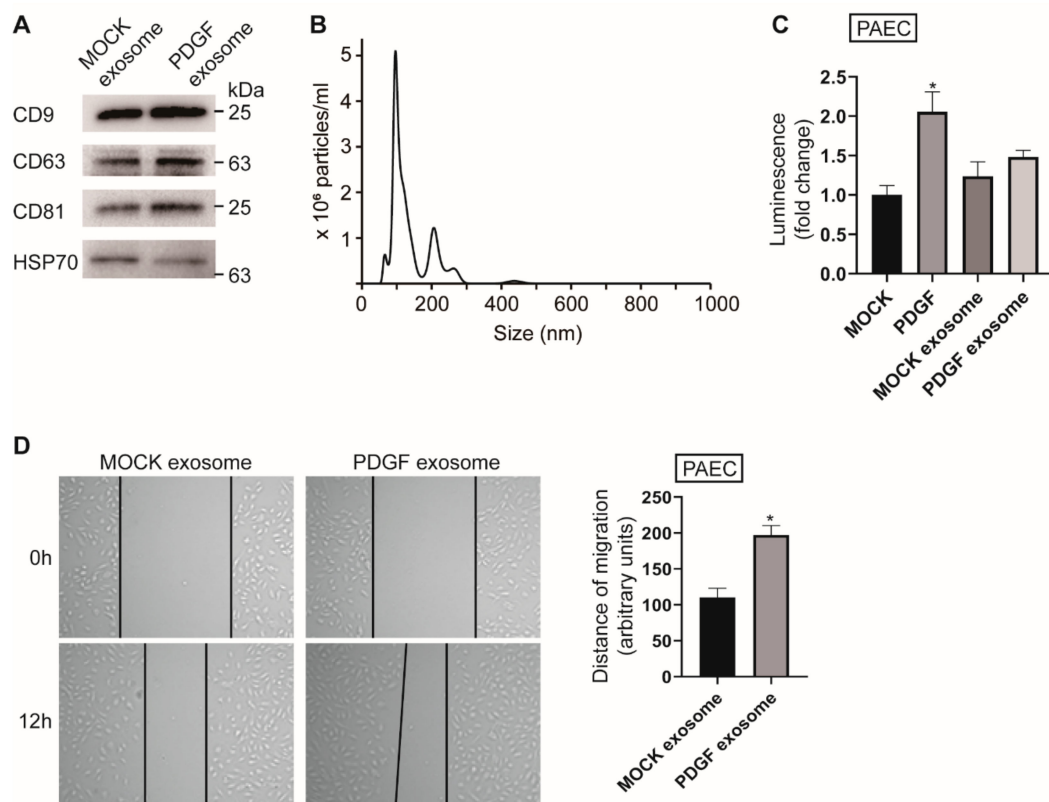 A
MOCK exosome
PDGF exosome
kDa
CD9
25
CD63
63
CD81
25
HSP70
63
B
x 10⁶ particles/ml
5
4
3
2
1
0
200
400
600
800
1000
Size (nm)
C
PAEC
Luminescence
(fold change)
2.5
2.0
1.5
1.0
0.5
0.0
*
MOCK
PDGF
MOCK exosome
PDGF exosome
D
MOCK exosome
PDGF exosome
0h
12h
PAEC
Distance of migration
(arbitrary units)
250
200
150
100
50
0
*
MOCK exosome
PDGF exosome